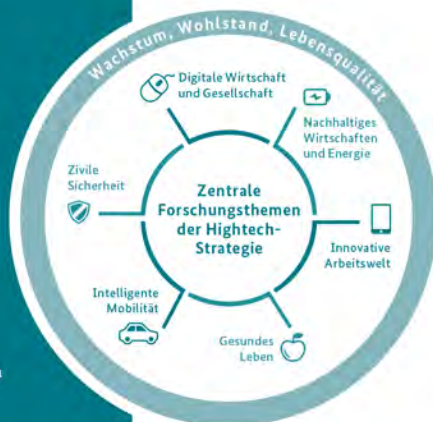 Wachstum, Wohlstand, Lebensqualität
Digitale Wirtschaft
und Gesellschaft
Nachhaltiges
Wirtschaften
und Energie
Zivile
Sicherheit
Zentrale
Forschungsthemen
der Hightech-
Strategie
Innovative
Arbeitswelt
Intelligente
Mobilität
Gesundes
Leben